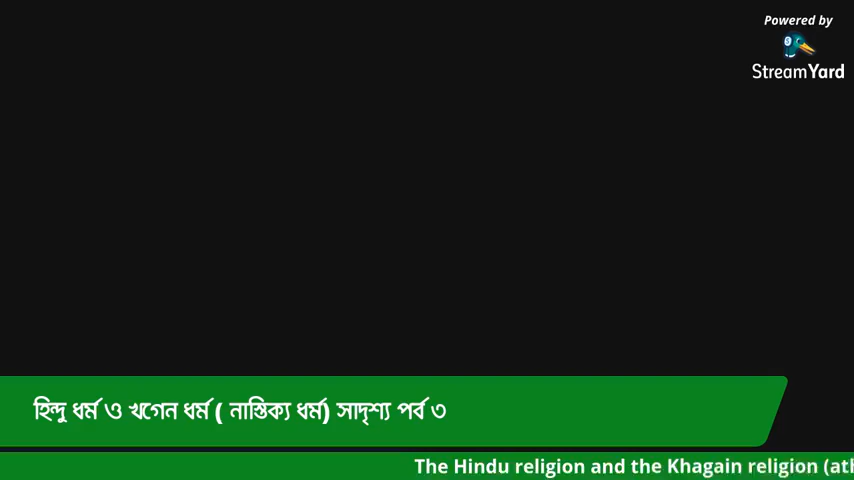 Powered by
StreamYard
হিন্দু ধর্ম ও খগেন ধর্ম ( নাস্তিক্য ধর্ম) সাদৃশ্য পর্ব ৩
The Hindu religion and the Khagain religion (ath